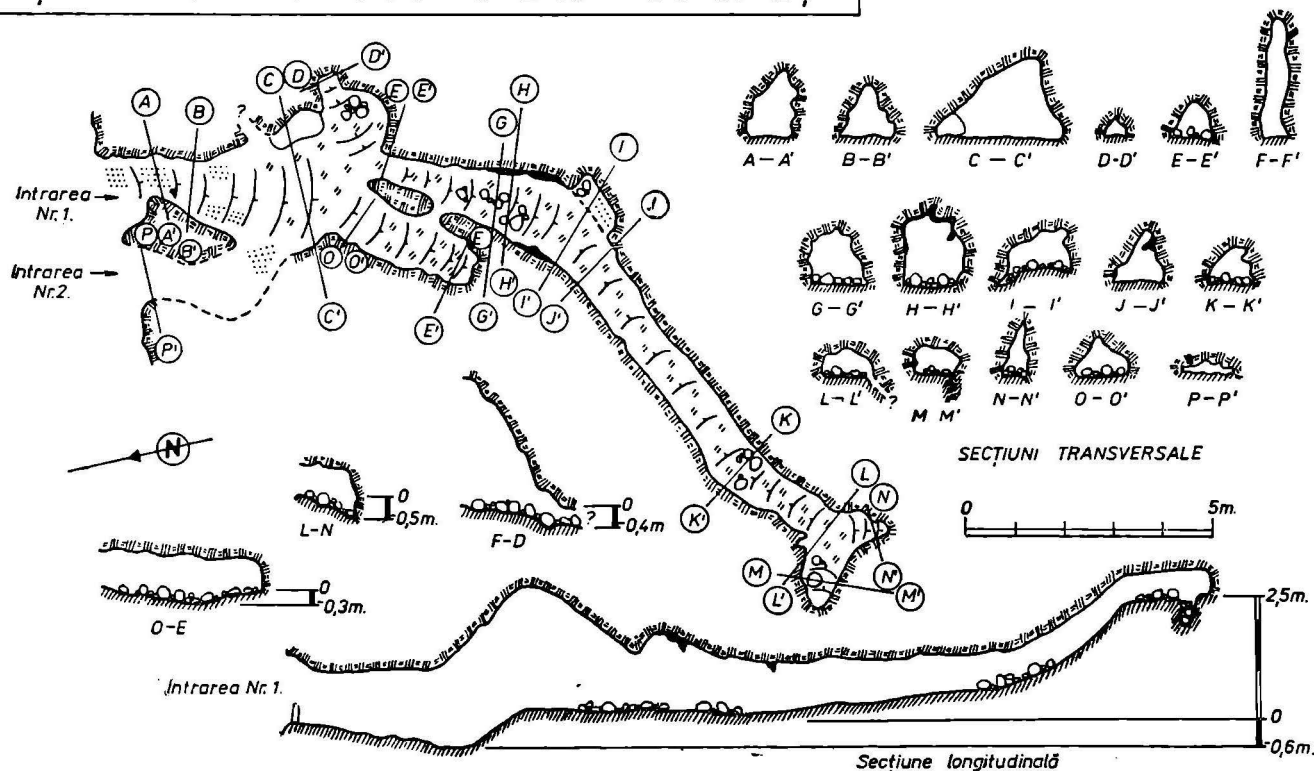 D'
C D
E E'
H
A
B
?
G
I
J
Intrarea
Nr.1.
P A' B'
Intrarea
Nr.2.
O O'
E
H'
I' J'
C'
E'
G'
P'
N
K
K'
L
N
M
L'
N'
M'
A–A'
B–B'
C–C'
D-D'
E–E'
F–F'
G–G'
H–H'
I–I'
J–J'
K–K'
L–L'
?
M M'
N–N'
O–O'
P–P'
SECȚIUNI TRANSVERSALE
0 5m.
0
-0,5m.
L–N
?
0
-0,4m
F-D
0
-0,3m.
O–E
Intrarea Nr.1.
2,5m.
0
-0,6m.
Secțiune longitudinală